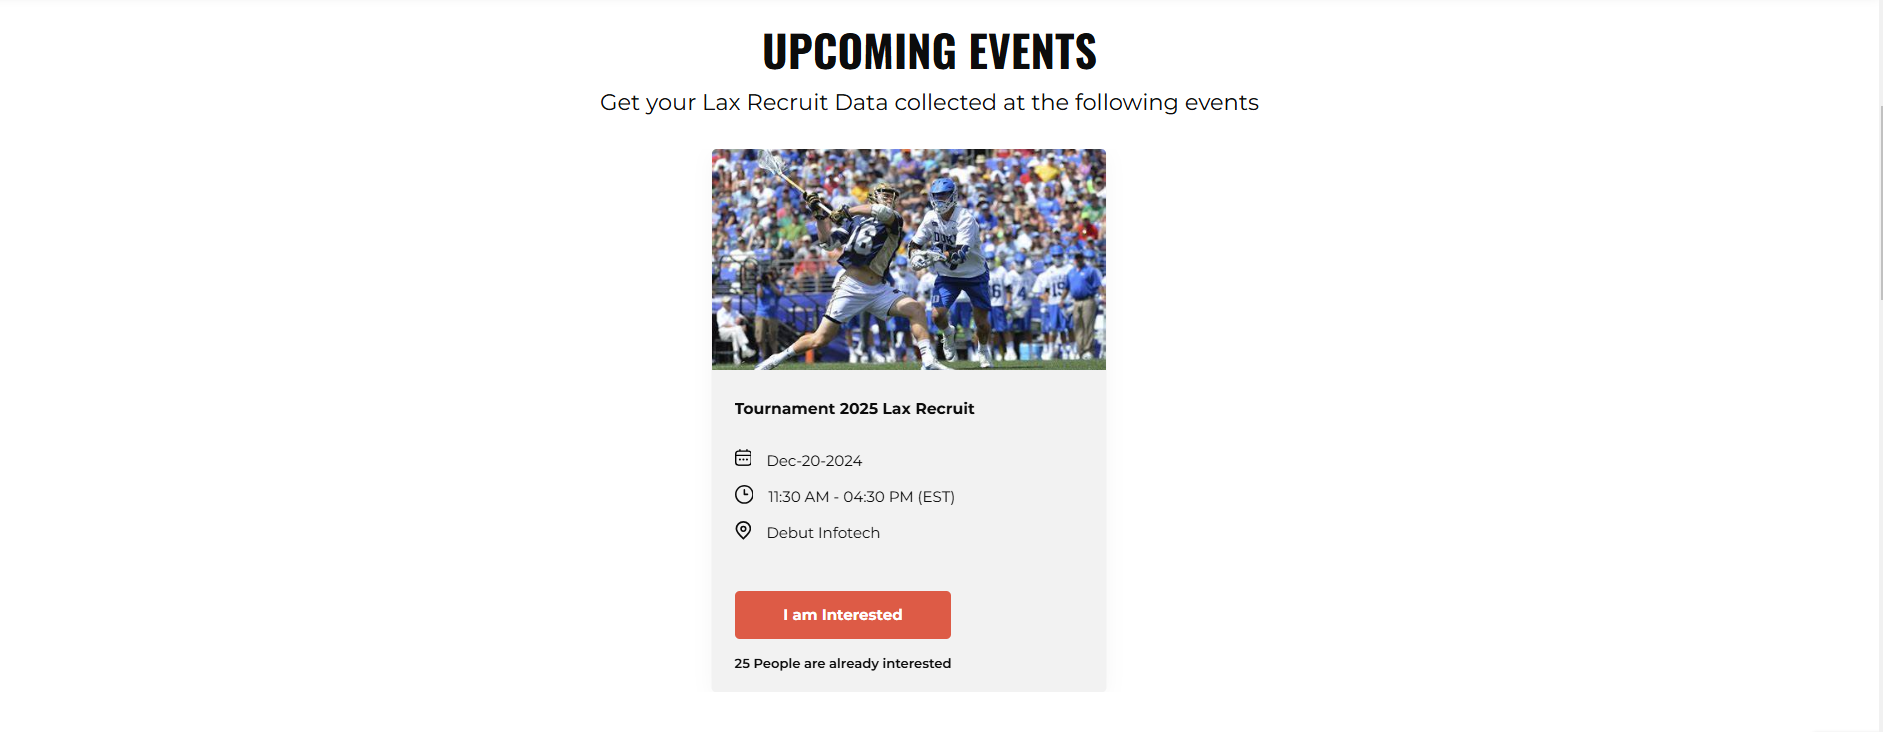 UPCOMING EVENTS
Get your Lax Recruit Data collected at the following events
Tournament 2025 Lax Recruit
Dec-20-2024
11:30 AM - 04:30 PM (EST)
Debut Infotech
I am Interested
25 People are already interested